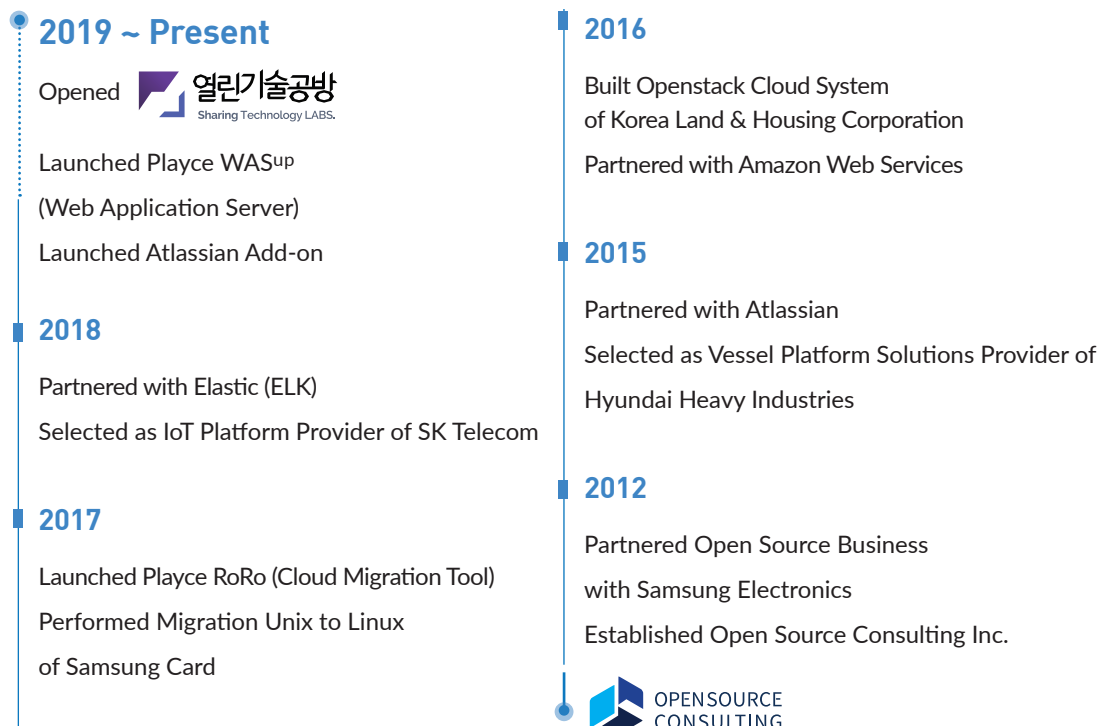 2019 ~ Present
Opened 열린기술공방
Sharing Technology LABS.
Launched Playce WASup
(Web Application Server)
Launched Atlassian Add-on
2018
Partnered with Elastic (ELK)
Selected as IoT Platform Provider of SK Telecom
2017
Launched Playce RoRo (Cloud Migration Tool)
Performed Migration Unix to Linux
of Samsung Card
2016
Built Openstack Cloud System
of Korea Land & Housing Corporation
Partnered with Amazon Web Services
2015
Partnered with Atlassian
Selected as Vessel Platform Solutions Provider of
Hyundai Heavy Industries
2012
Partnered Open Source Business
with Samsung Electronics
Established Open Source Consulting Inc.
OPENSOURCE
CONSULTING